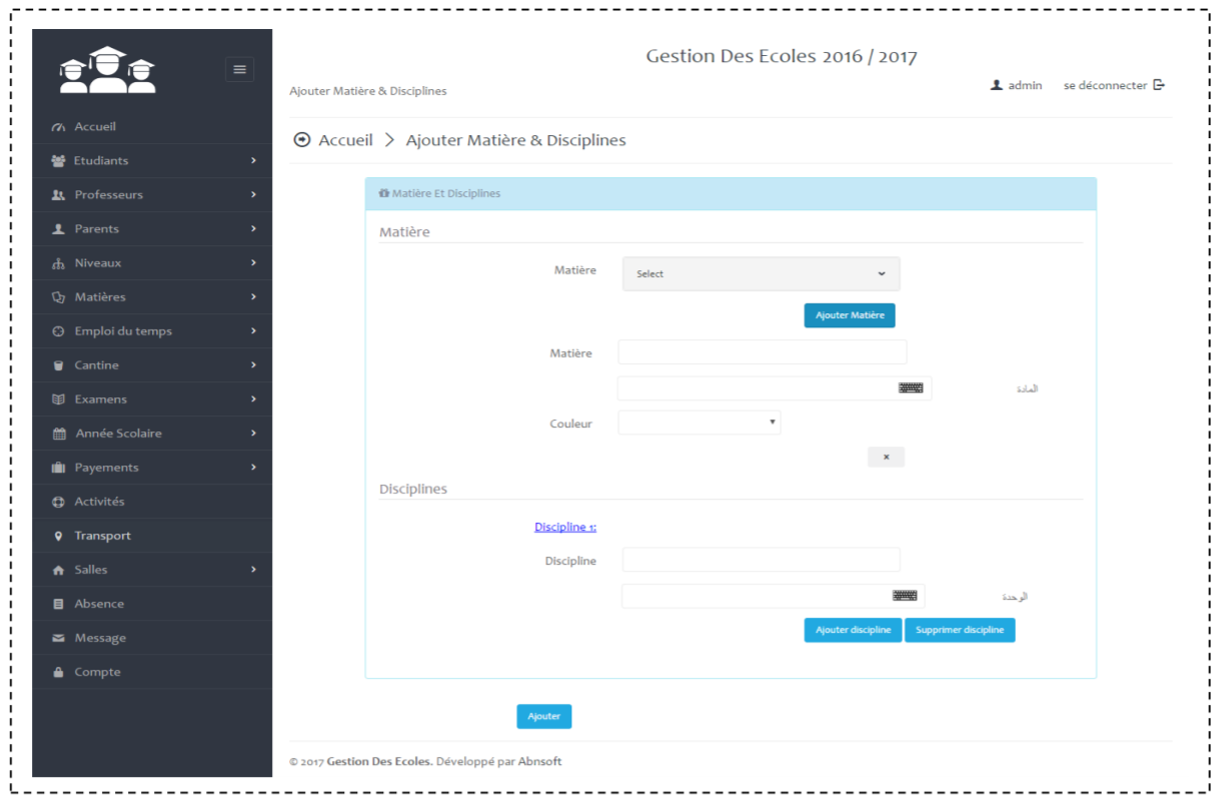 Gestion Des Ecoles 2016 / 2017
admin se déconnecter
Ajouter Matière & Disciplines
Accueil > Ajouter Matière & Disciplines
Accueil
Etudiants
Professeurs
Parents
Niveaux
Matières
Emploi du temps
Cantine
Examens
Année Scolaire
Payements
Activités
Transport
Salles
Absence
Message
Compte
Matière Et Disciplines
Matière
Matière Select
Ajouter Matière
Matière
المادة
Couleur
×
Disciplines
Discipline 1:
Discipline
الوحدة
Ajouter discipline Supprimer discipline
Ajouter
© 2017 Gestion Des Ecoles. Développé par Abnsoft